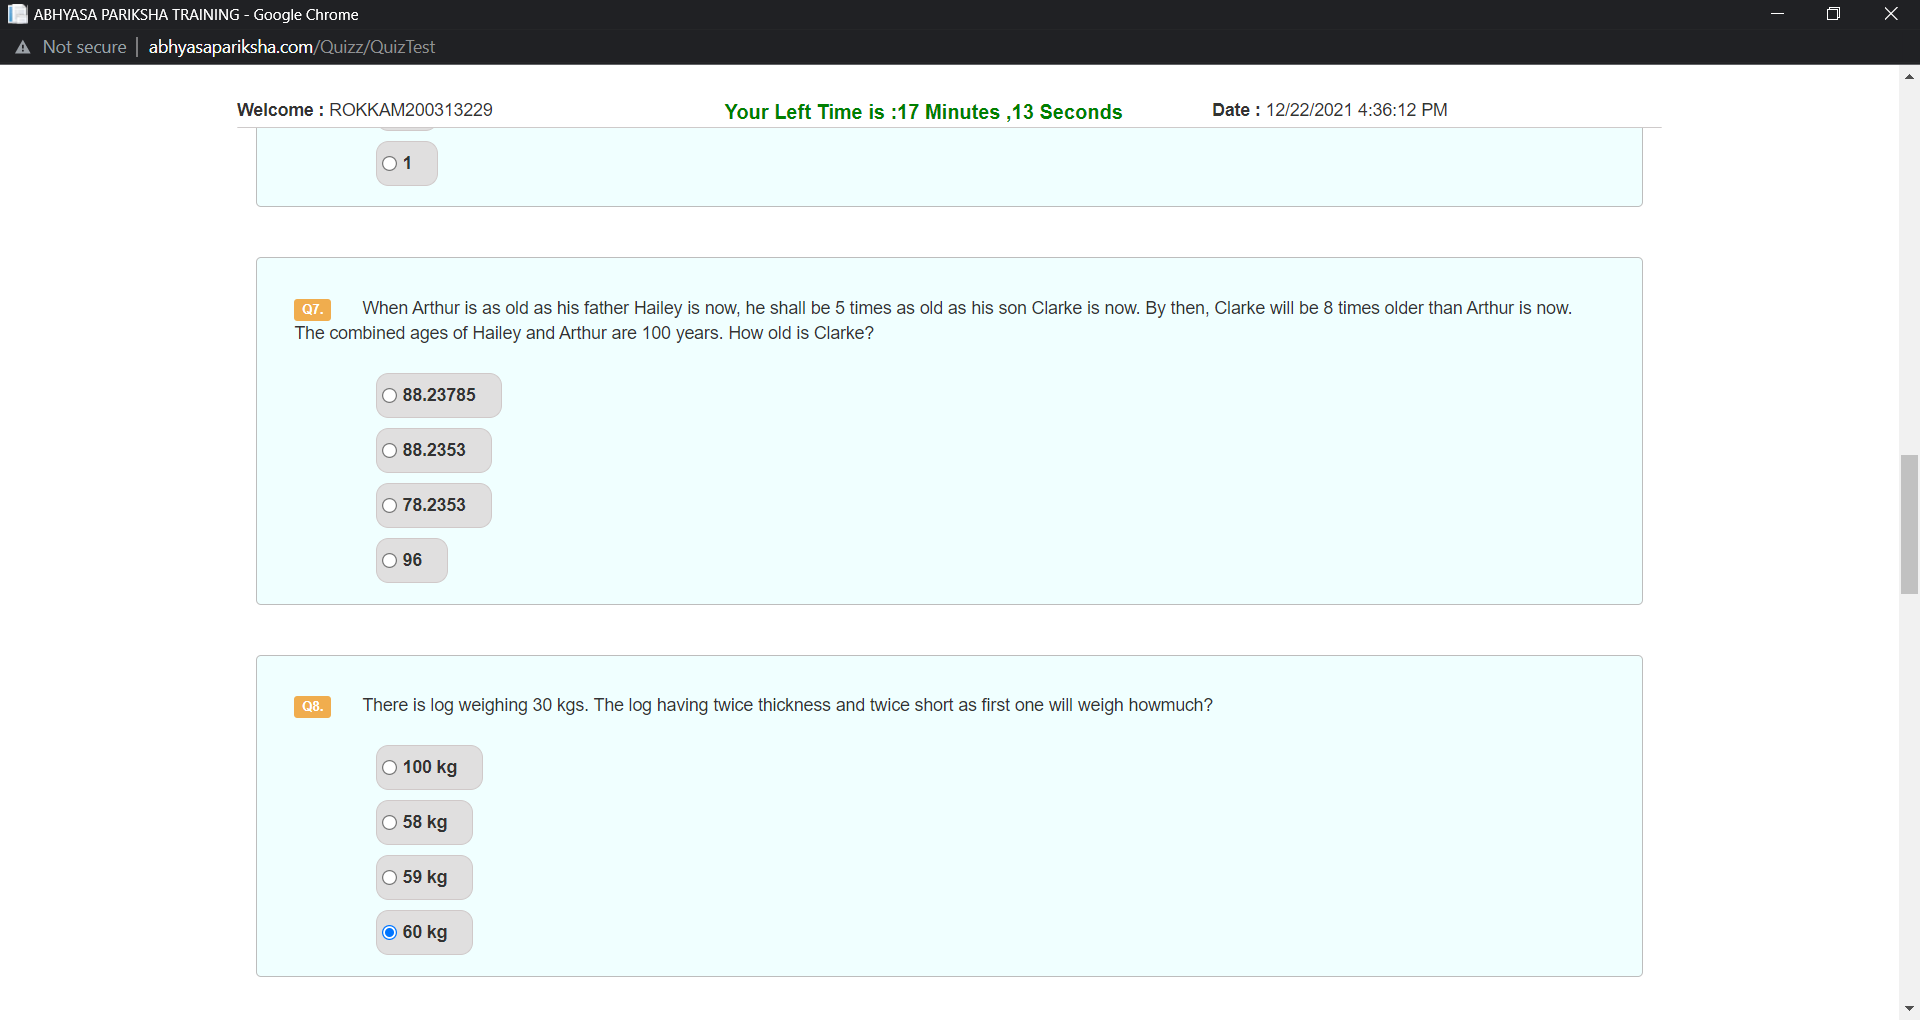 ABHYASA PARIKSHA TRAINING - Google Chrome
Not secure | abhyasapariksha.com/Quizz/QuizTest
Welcome : ROKKAM200313229 Your Left Time is :17 Minutes ,13 Seconds Date : 12/22/2021 4:36:12 PM
1
Q7. When Arthur is as old as his father Hailey is now, he shall be 5 times as old as his son Clarke is now. By then, Clarke will be 8 times older than Arthur is now.
The combined ages of Hailey and Arthur are 100 years. How old is Clarke?
88.23785
88.2353
78.2353
96
Q8. There is log weighing 30 kgs. The log having twice thickness and twice short as first one will weigh howmuch?
100 kg
58 kg
59 kg
60 kg